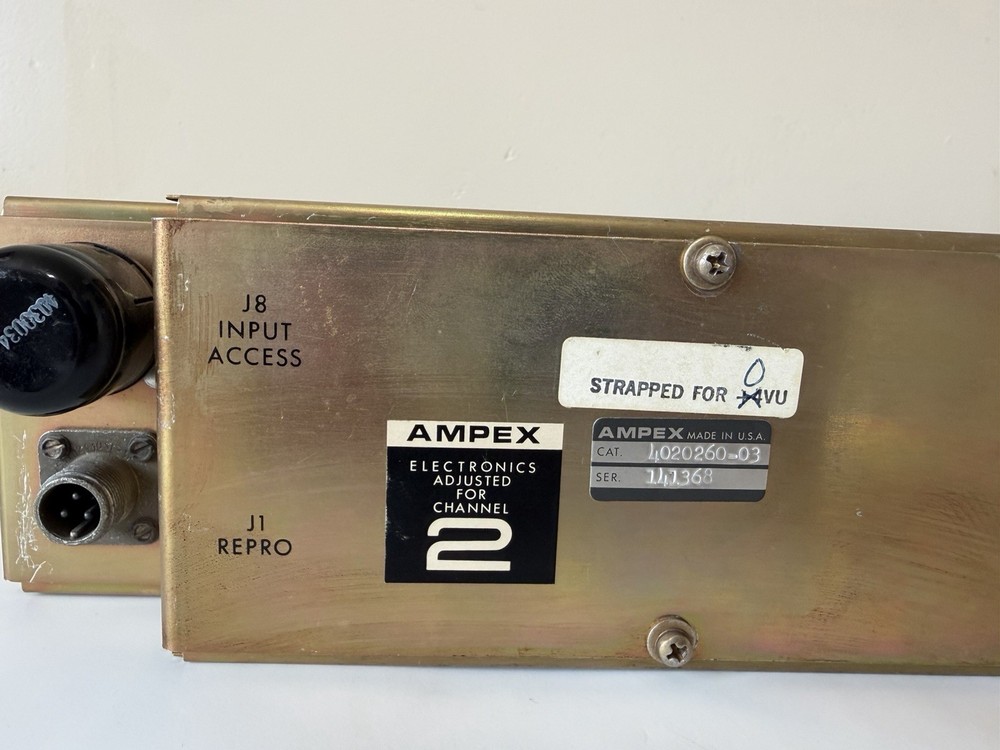 J8
INPUT
ACCESS
J1
REPRO
AMPEX
ELECTRONICS
ADJUSTED
FOR
CHANNEL
2
0
STRAPPED FOR +4VU
AMPEX MADE IN U.S.A.
CAT. 4020260-03
SER. 141368